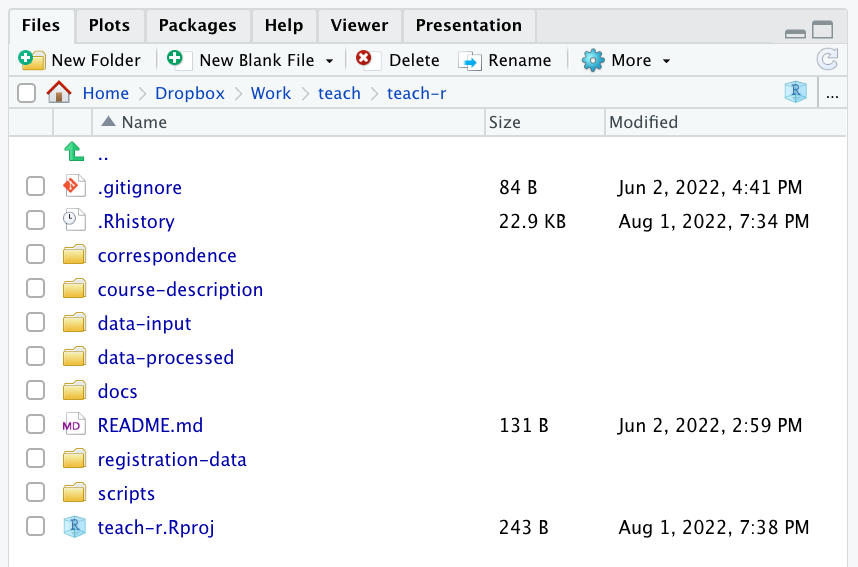 Files Plots Packages Help Viewer Presentation
New Folder New Blank File Delete Rename More
Home Dropbox Work teach teach-r R ...
Name Size Modified
..
.gitignore 84 B Jun 2, 2022, 4:41 PM
.Rhistory 22.9 KB Aug 1, 2022, 7:34 PM
correspondence
course-description
data-input
data-processed
docs
MD README.md 131 B Jun 2, 2022, 2:59 PM
registration-data
scripts
R teach-r.Rproj 243 B Aug 1, 2022, 7:38 PM